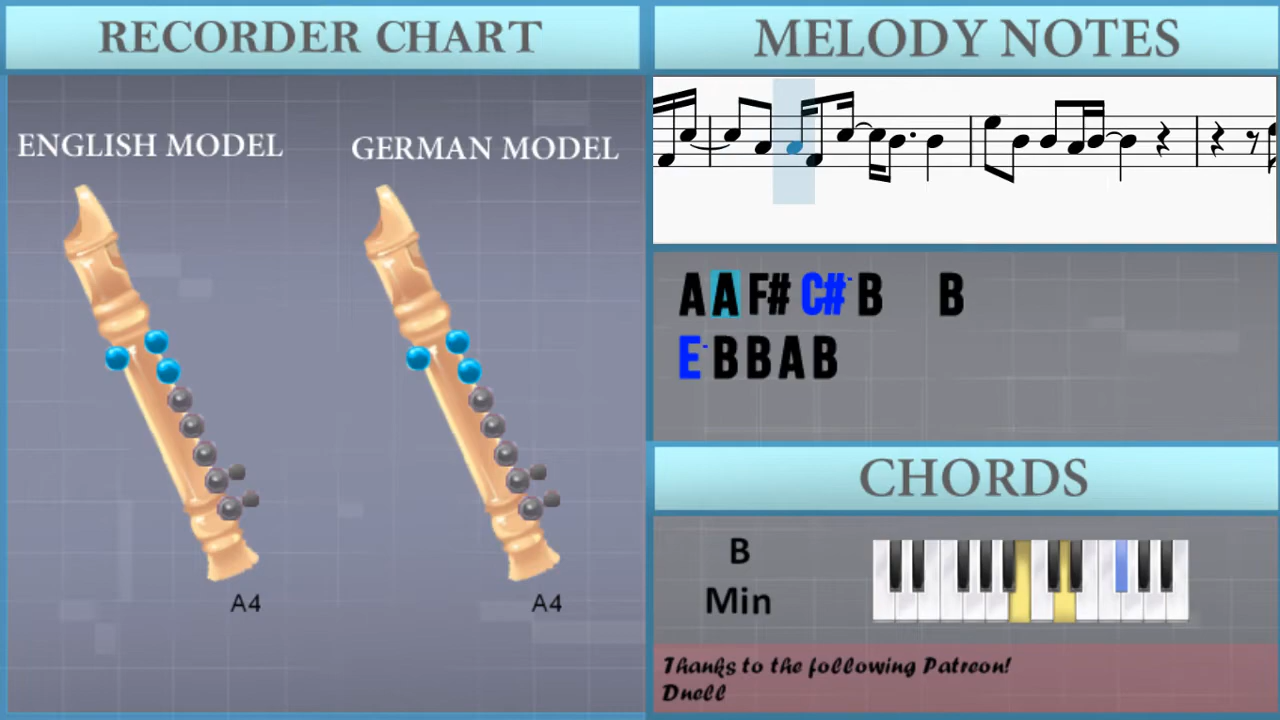 RECORDER CHART
ENGLISH MODEL
GERMAN MODEL
A4
A4
MELODY NOTES
A A F# C#- B B
E- B B A B
CHORDS
B
Min
Thanks to the following Patreon!
Dnell